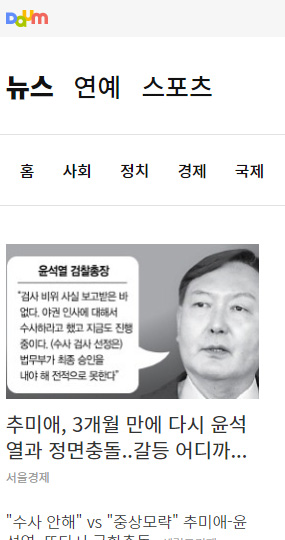 Daum
뉴스 연예 스포츠
홈 사회 정치 경제 국제
윤석열 검찰총장
"검사 비위 사실 보고받은 바
없다. 야권 인사에 대해서
수사하라고 했고 지금도 진행
중이다. (수사 검사 선정은)
법무부가 최종 승인을
내야 해 전적으로 못한다"
추미애, 3개월 만에 다시 윤석
열과 정면충돌..갈등 어디까...
서울경제
"수사 안해" vs "중상모략" 추미애-윤